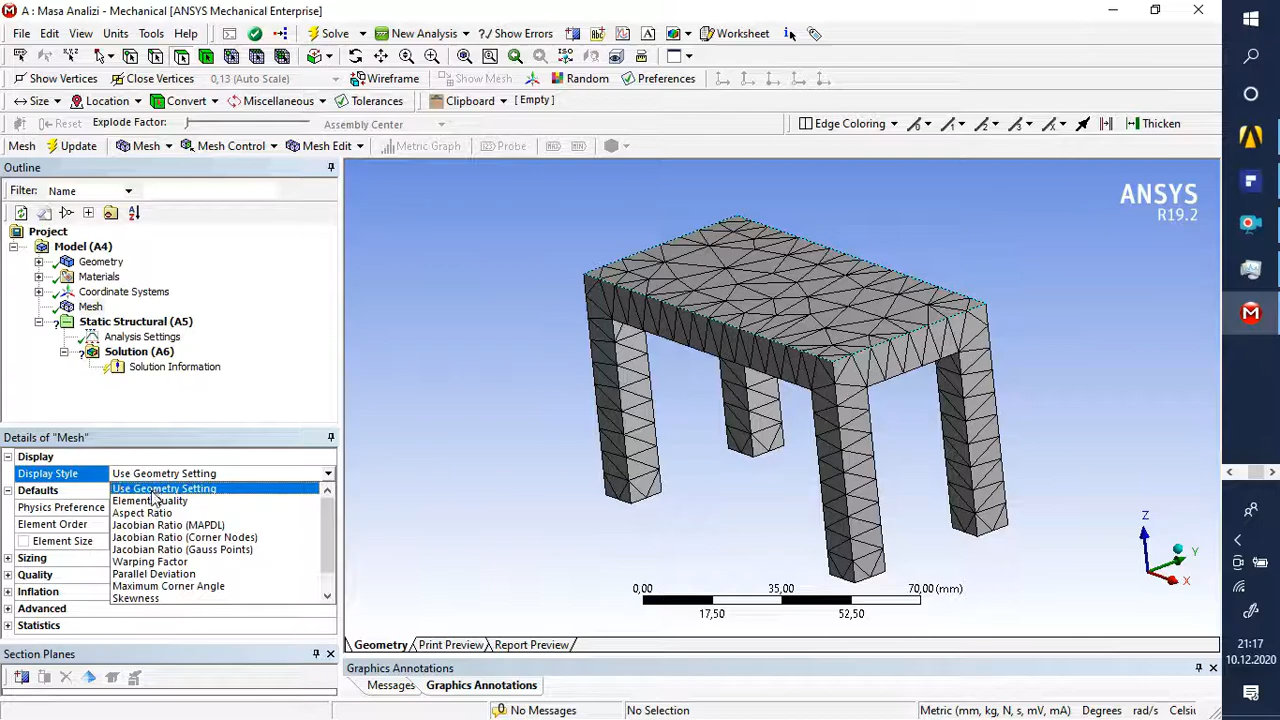 A : Masa Analizi - Mechanical [ANSYS Mechanical Enterprise]
File Edit View Units Tools Help Solve New Analysis ?/Show Errors Worksheet
Show Vertices Close Vertices 0,13 (Auto Scale) Wireframe Show Mesh Random Preferences
Size Location Convert Miscellaneous Tolerances Clipboard [ Empty ]
Reset Explode Factor: Assembly Center Edge Coloring Thicken
Mesh Update Mesh Mesh Control Mesh Edit Metric Graph
Outline
Filter: Name
Project
Model (A4)
Geometry
Materials
Coordinate Systems
Mesh
Static Structural (A5)
Analysis Settings
Solution (A6)
Solution Information
ANSYS
R19.2
Details of "Mesh"
Display
Display Style Use Geometry Setting
Defaults Use Geometry Setting
Physics Preference Element Quality
Aspect Ratio
Element Order Jacobian Ratio (MAPDL)
Element Size Jacobian Ratio (Corner Nodes)
Sizing Jacobian Ratio (Gauss Points)
Quality Warping Factor
Parallel Deviation
Inflation Maximum Corner Angle
Advanced Skewness
Statistics
Z
Y
X
0,00 35,00 70,00 (mm)
17,50 52,50
Geometry Print Preview Report Preview
Section Planes
Graphics Annotations
Messages Graphics Annotations
No Messages No Selection Metric (mm, kg, N, s, mV, mA) Degrees rad/s Celsi
21:17
10.12.2020